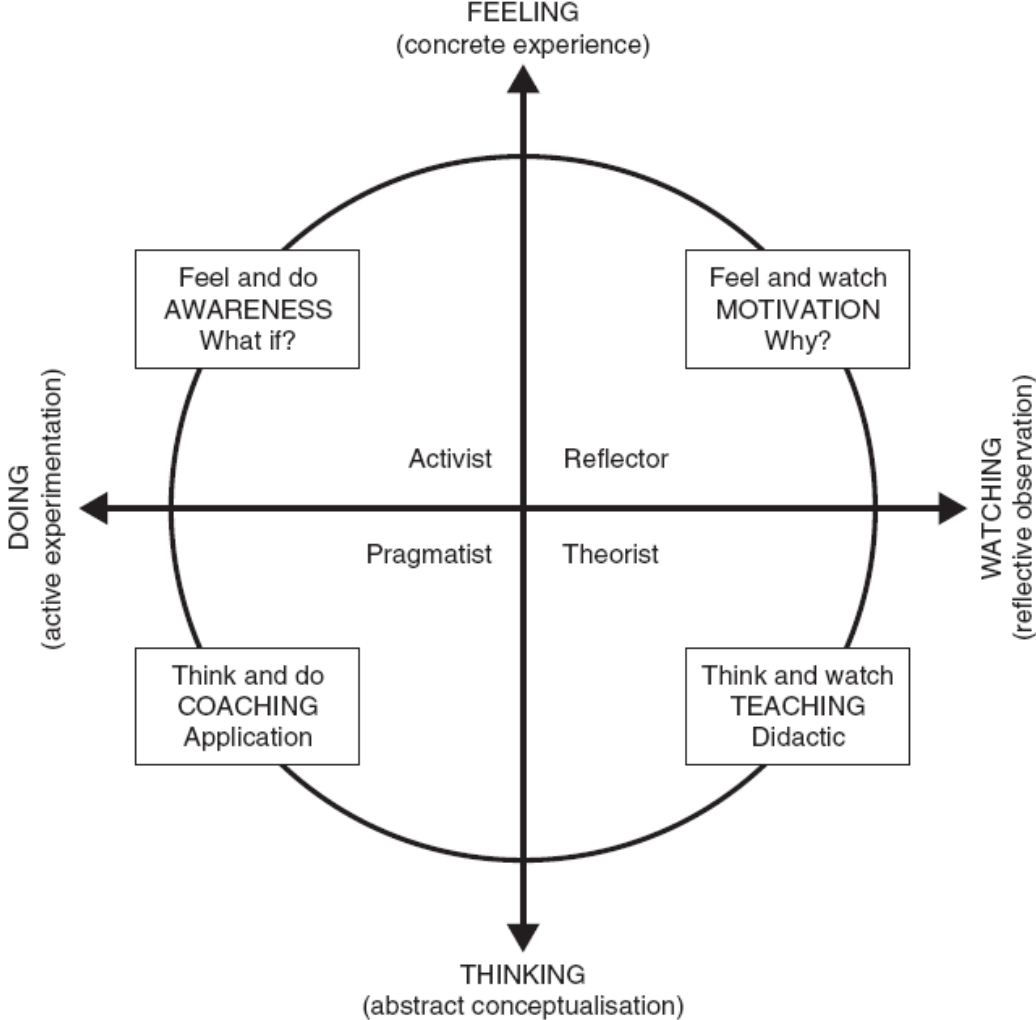 FEELING
(concrete experience)
Feel and do
AWARENESS
What if?
Feel and watch
MOTIVATION
Why?
DOING
(active experimentation)
Activist
Reflector
WATCHING
(reflective observation)
Pragmatist
Theorist
Think and do
COACHING
Application
Think and watch
TEACHING
Didactic
THINKING
(abstract conceptualisation)